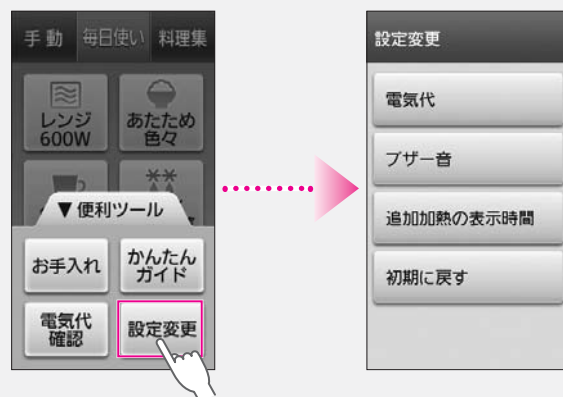 手動 毎日使い 料理集
レンジ
600W
あたため
色々
▼便利ツール
お手入れ
かんたん
ガイド
電気代
確認
設定変更
設定変更
電気代
ブザー音
追加加熱の表示時間
初期に戻す